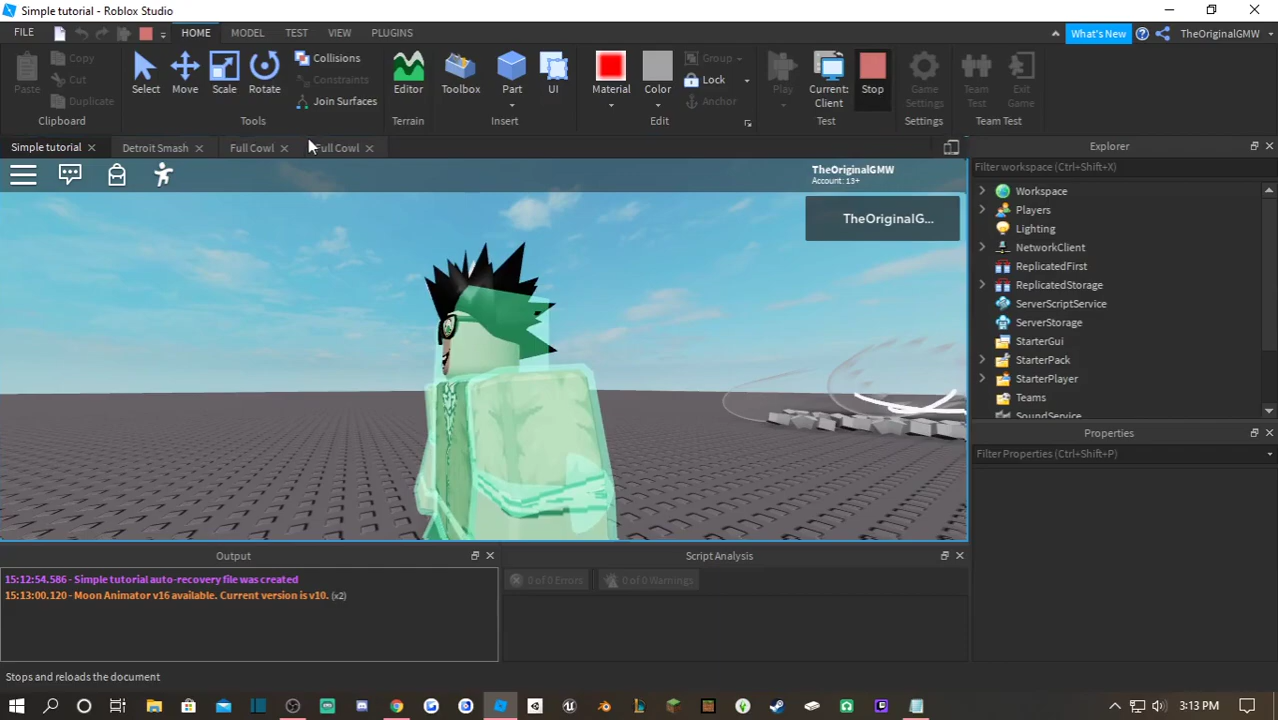 Simple tutorial - Roblox Studio
FILE
HOME
MODEL
TEST
VIEW
PLUGINS
What's New
TheOriginalGMW
Paste
Copy
Cut
Duplicate
Clipboard
Select
Move
Scale
Rotate
Collisions
Constraints
Join Surfaces
Tools
Editor
Terrain
Toolbox
Part
UI
Insert
Material
Color
Group
Lock
Anchor
Edit
Play
Current:
Client
Stop
Test
Game
Settings
Settings
Team
Test
Exit
Game
Team Test
Simple tutorial
Detroit Smash
Full Cowl
Full Cowl
TheOriginalGMW
Account: 13+
TheOriginalG...
Explorer
Filter workspace (Ctrl+Shift+X)
Workspace
Players
Lighting
NetworkClient
ReplicatedFirst
ReplicatedStorage
ServerScriptService
ServerStorage
StarterGui
StarterPack
StarterPlayer
Teams
SoundService
Properties
Filter Properties (Ctrl+Shift+P)
Output
15:12:54.586 - Simple tutorial auto-recovery file was created
15:13:00.120 - Moon Animator v16 available. Current version is v10. (x2)
Script Analysis
0 of 0 Errors
0 of 0 Warnings
Stops and reloads the document
3:13 PM